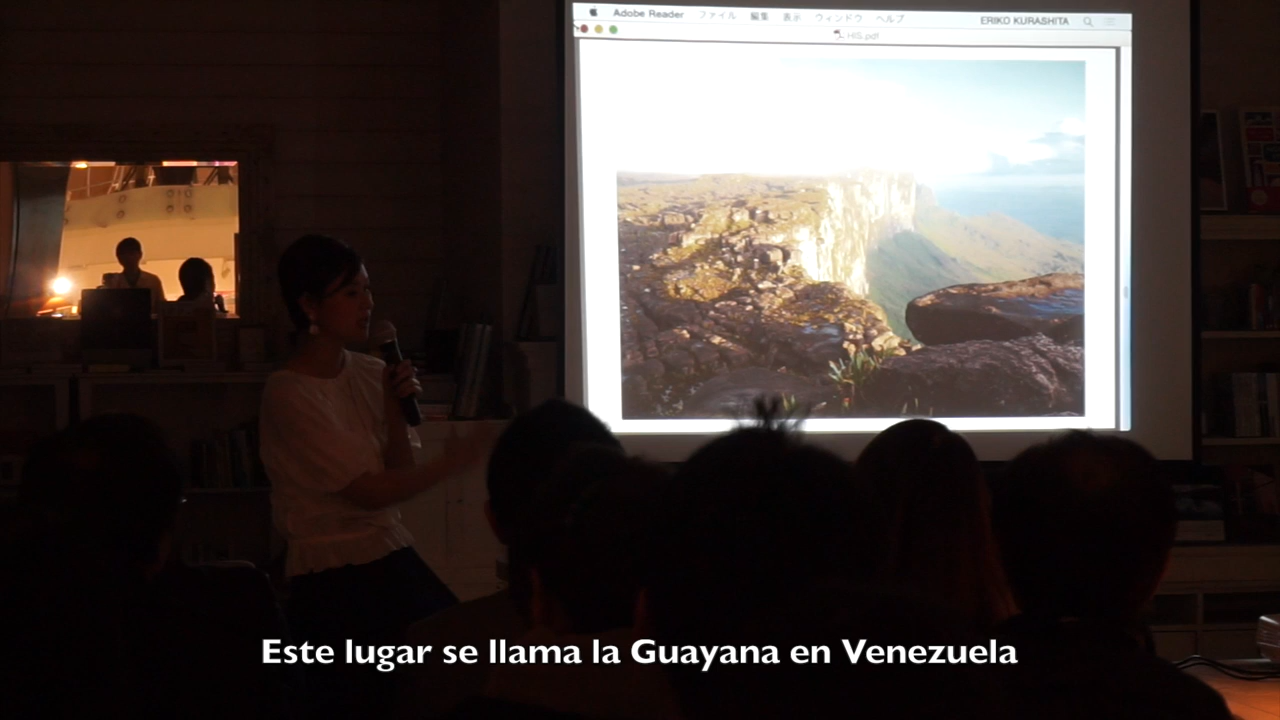 Adobe Reader ファイル 編集 表示 ウィンドウ ヘルプ ERIKO KURASHITA
HIS.pdf
Este lugar se llama la Guayana en Venezuela